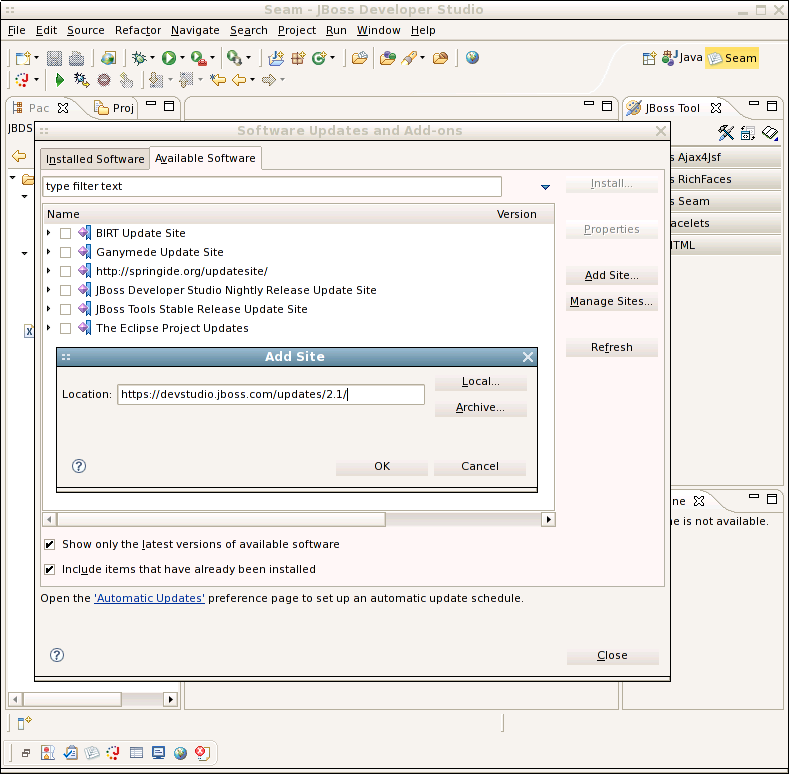 Seam - JBoss Developer Studio
File Edit Source Refactor Navigate Search Project Run Window Help
Java Seam
Pac Proj JBoss Tool
JBDS
Software Updates and Add-ons
Installed Software Available Software
type filter text
Install...
Name Version
Properties
BIRT Update Site
Ganymede Update Site
http://springide.org/updatesite/
Add Site...
JBoss Developer Studio Nightly Release Update Site
Manage Sites...
JBoss Tools Stable Release Update Site
The Eclipse Project Updates
Refresh
s Ajax4Jsf
s RichFaces
s Seam
acelets
HTML
Add Site
Location: https://devstudio.jboss.com/updates/2.1/
Local...
Archive...
OK Cancel
ne
e is not available.
Show only the latest versions of available software
Include items that have already been installed
Open the 'Automatic Updates' preference page to set up an automatic update schedule.
Close